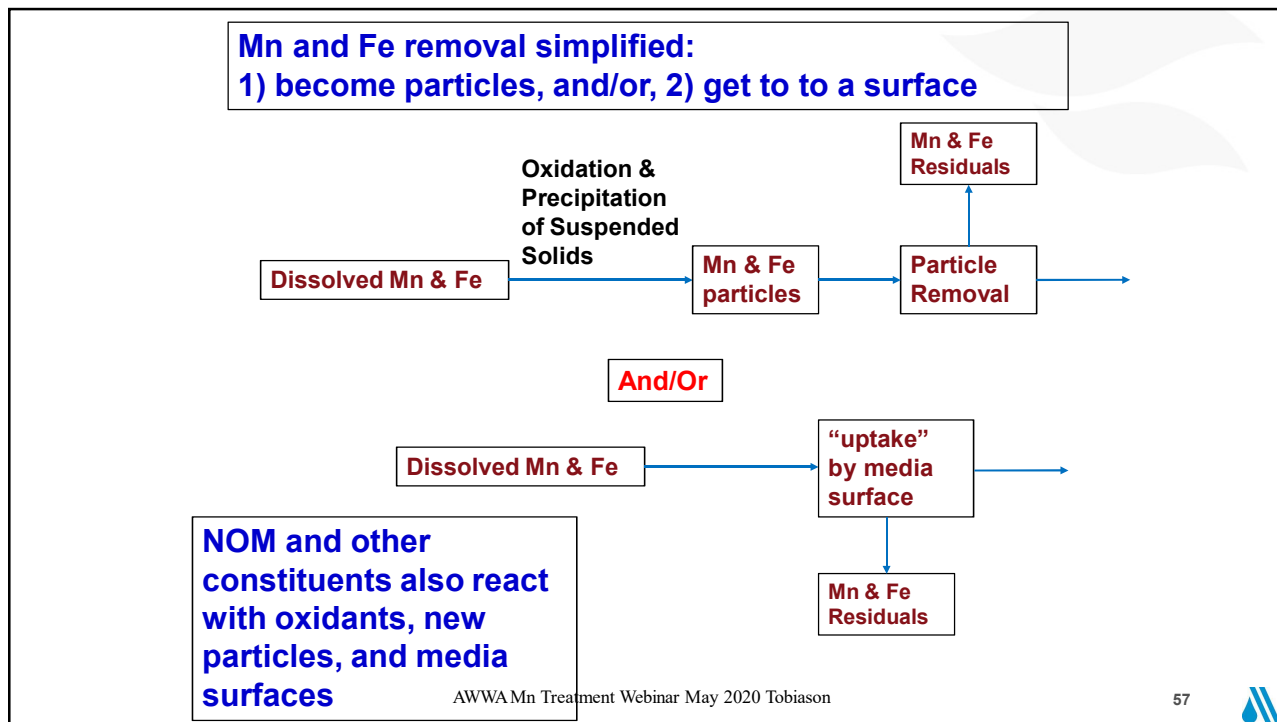 Mn and Fe removal simplified:
1) become particles, and/or, 2) get to to a surface
Mn & Fe
Residuals
Oxidation &
Precipitation
of Suspended
Solids
Dissolved Mn & Fe
Mn & Fe
particles
Particle
Removal
And/Or
Dissolved Mn & Fe
“uptake”
by media
surface
Mn & Fe
Residuals
NOM and other
constituents also react
with oxidants, new
particles, and media
surfaces
AWWA Mn Treatment Webinar May 2020 Tobiason
57